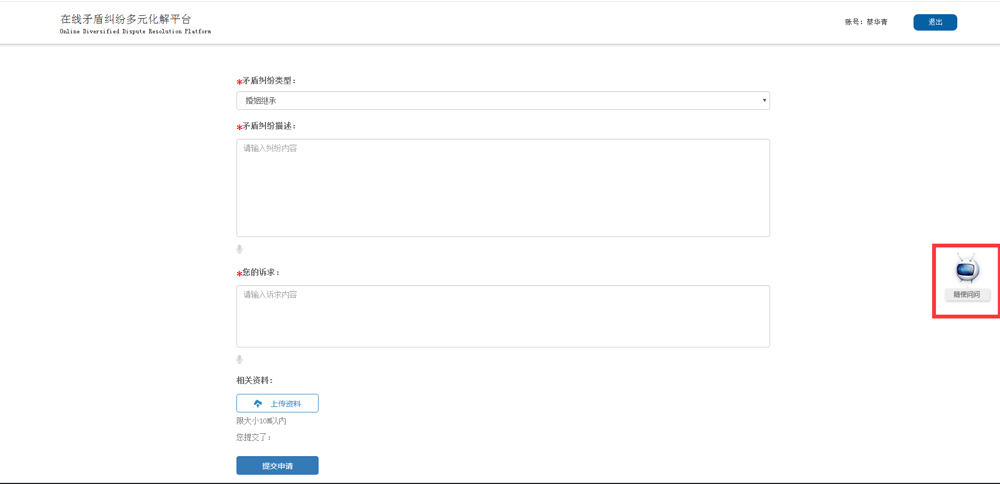 在线矛盾纠纷多元化解平台
Online Diversified Dispute Resolution Platform
账号：蔡华青
退出
*矛盾纠纷类型：
婚姻继承
*矛盾纠纷描述：
请输入纠纷内容
*您的诉求：
请输入诉求内容
随便问问
相关资料：
上传资料
限大小10M以内
您提交了：
提交申请